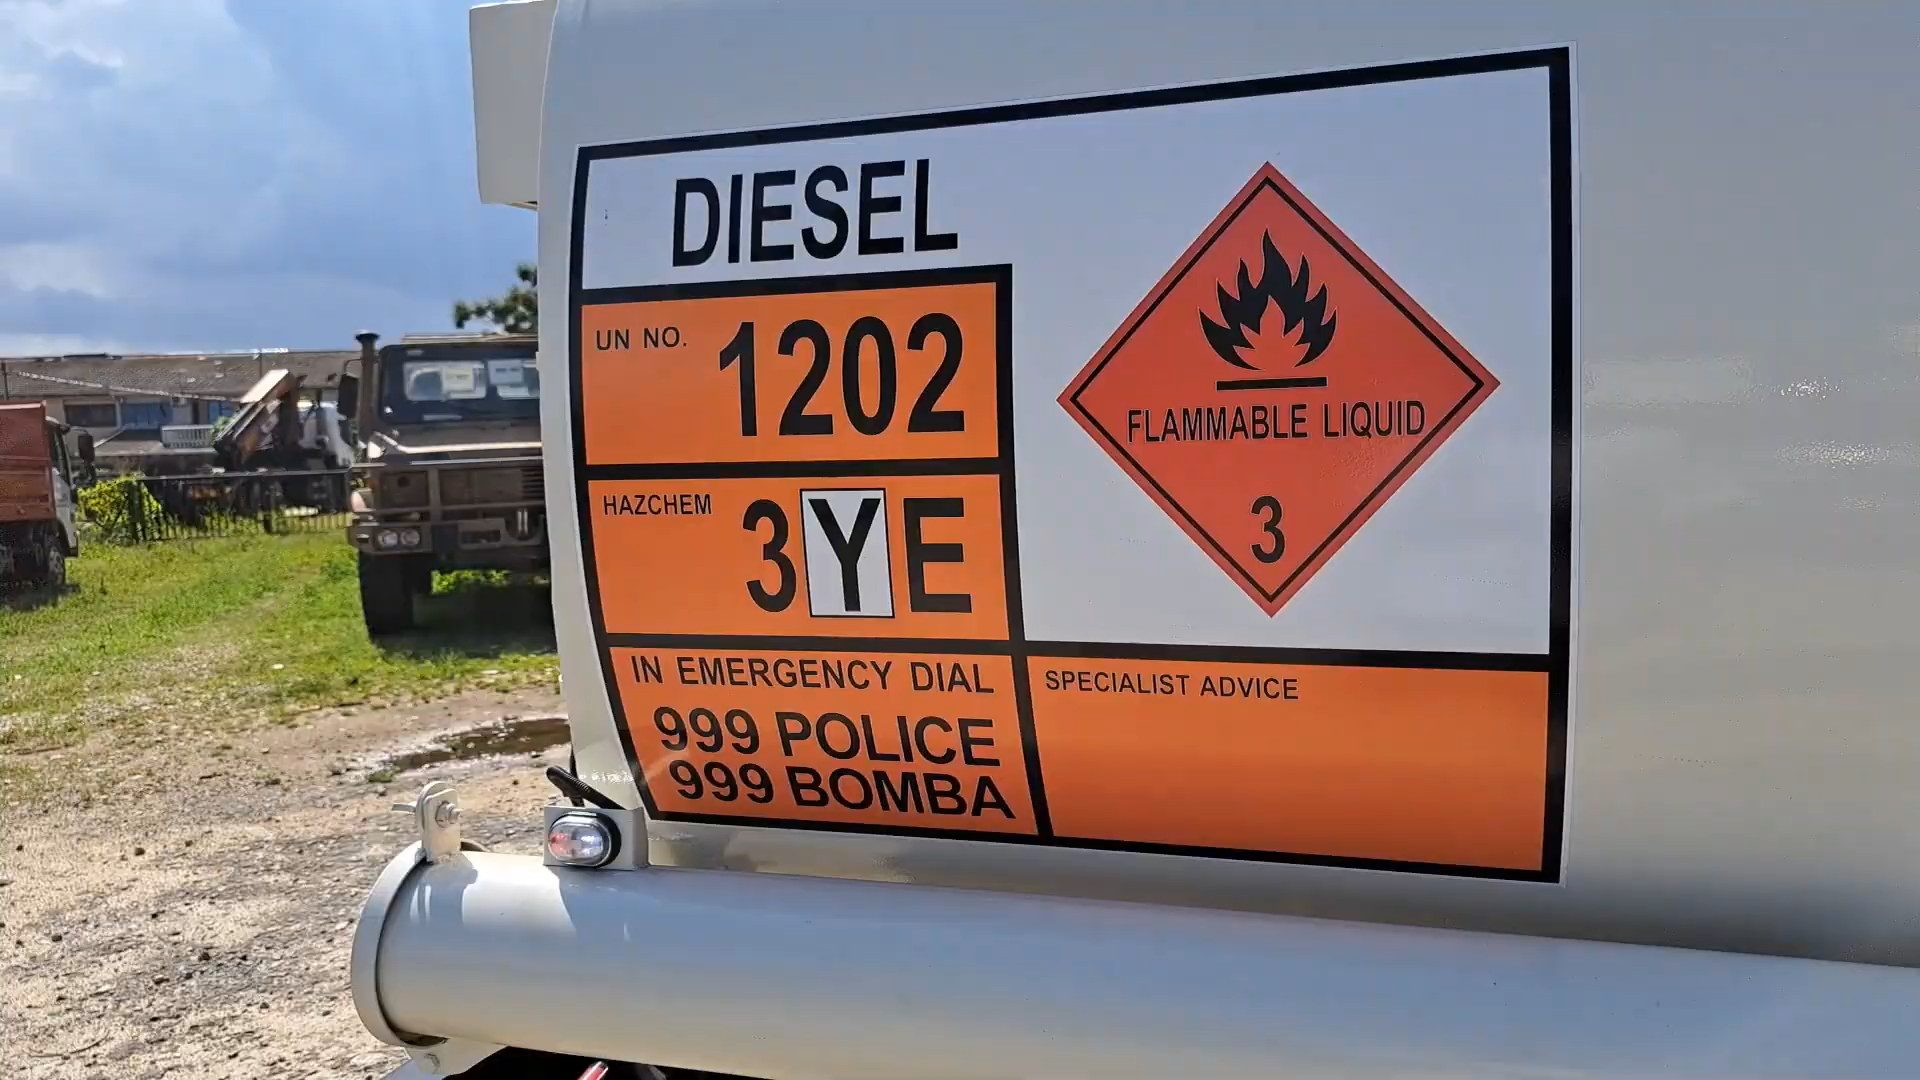 DIESEL
UN NO. 1202
HAZCHEM 3YE
FLAMMABLE LIQUID
3
IN EMERGENCY DIAL
999 POLICE
999 BOMBA
SPECIALIST ADVICE